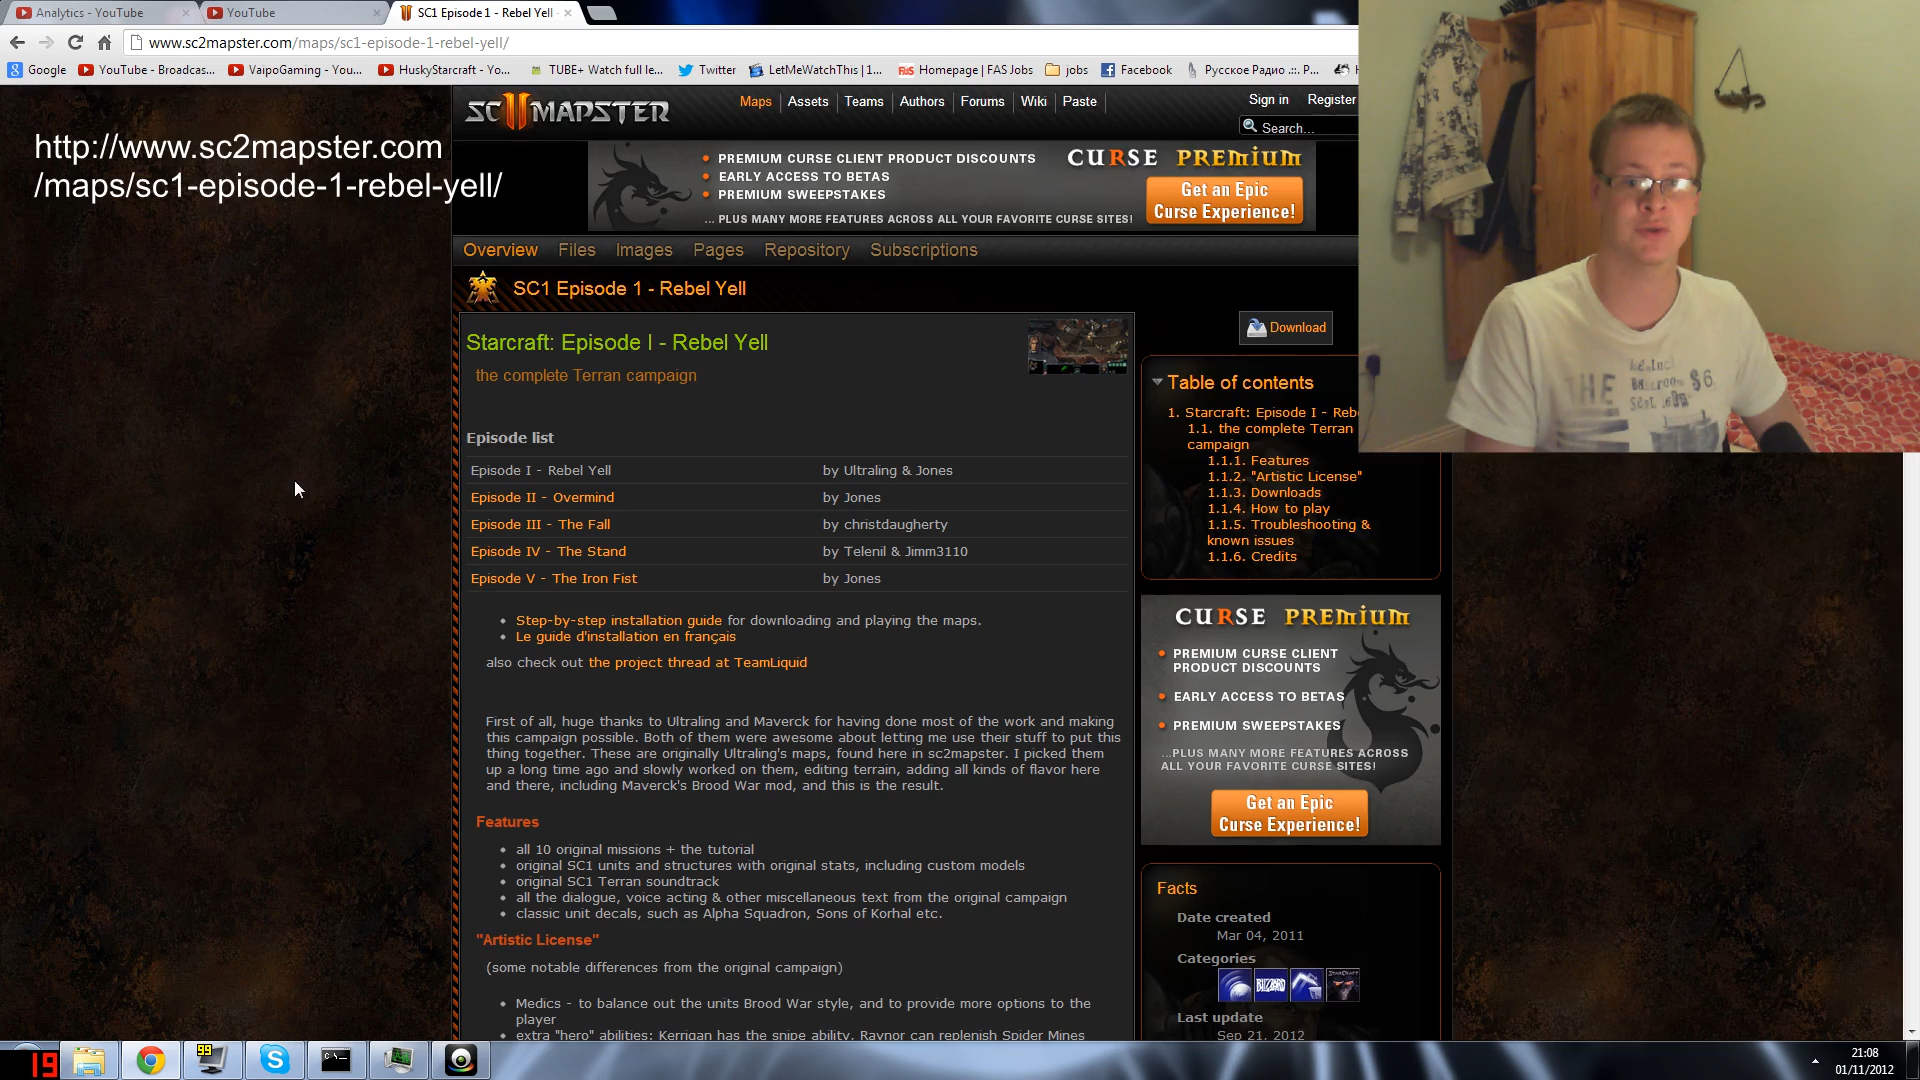 Analytics - YouTube
YouTube
SC1 Episode 1 - Rebel Yell
www.sc2mapster.com/maps/sc1-episode-1-rebel-yell/
Google
YouTube - Broadcas...
VaipoGaming - You...
HuskyStarcraft - Yo...
TUBE+ Watch full le...
Twitter
LetMeWatchThis | 1...
Homepage | FAS Jobs
jobs
Facebook
Русское Радио .::. P...
http://www.sc2mapster.com
/maps/sc1-episode-1-rebel-yell/
SC II MAPSTER
Maps
Assets
Teams
Authors
Forums
Wiki
Paste
Sign in
Register
Search...
PREMIUM CURSE CLIENT PRODUCT DISCOUNTS
EARLY ACCESS TO BETAS
PREMIUM SWEEPSTAKES
... PLUS MANY MORE FEATURES ACROSS ALL YOUR FAVORITE CURSE SITES!
CURSE PREMIUM
Get an Epic
Curse Experience!
Overview
Files
Images
Pages
Repository
Subscriptions
SC1 Episode 1 - Rebel Yell
Starcraft: Episode I - Rebel Yell
the complete Terran campaign
Episode list
Episode I - Rebel Yell by Ultraling & Jones
Episode II - Overmind by Jones
Episode III - The Fall by christdaugherty
Episode IV - The Stand by Telenil & Jimm3110
Episode V - The Iron Fist by Jones
• Step-by-step installation guide for downloading and playing the maps.
• Le guide d'installation en français
also check out the project thread at TeamLiquid
First of all, huge thanks to Ultraling and Maverck for having done most of the work and making
this campaign possible. Both of them were awesome about letting me use their stuff to put this
thing together. These are originally Ultraling's maps, found here in sc2mapster. I picked them
up a long time ago and slowly worked on them, editing terrain, adding all kinds of flavor here
and there, including Maverck's Brood War mod, and this is the result.
Features
• all 10 original missions + the tutorial
• original SC1 units and structures with original stats, including custom models
• original SC1 Terran soundtrack
• all the dialogue, voice acting & other miscellaneous text from the original campaign
• classic unit decals, such as Alpha Squadron, Sons of Korhal etc.
"Artistic License"
(some notable differences from the original campaign)
• Medics - to balance out the units Brood War style, and to provide more options to the
player
• extra "hero" abilities: Kerrigan has the snipe ability, Raynor can replenish Spider Mines
Download
Table of contents
1. Starcraft: Episode I - Rebe
1.1. the complete Terran
campaign
1.1.1. Features
1.1.2. "Artistic License"
1.1.3. Downloads
1.1.4. How to play
1.1.5. Troubleshooting &
known issues
1.1.6. Credits
CURSE PREMIUM
PREMIUM CURSE CLIENT
PRODUCT DISCOUNTS
EARLY ACCESS TO BETAS
PREMIUM SWEEPSTAKES
...PLUS MANY MORE FEATURES ACROSS
ALL YOUR FAVORITE CURSE SITES!
Get an Epic
Curse Experience!
Facts
Date created
Mar 04, 2011
Categories
BLIZZARD
STARCRAFT
Last update
Sep 21, 2012
THE
$6
19
99
21:08
01/11/2012